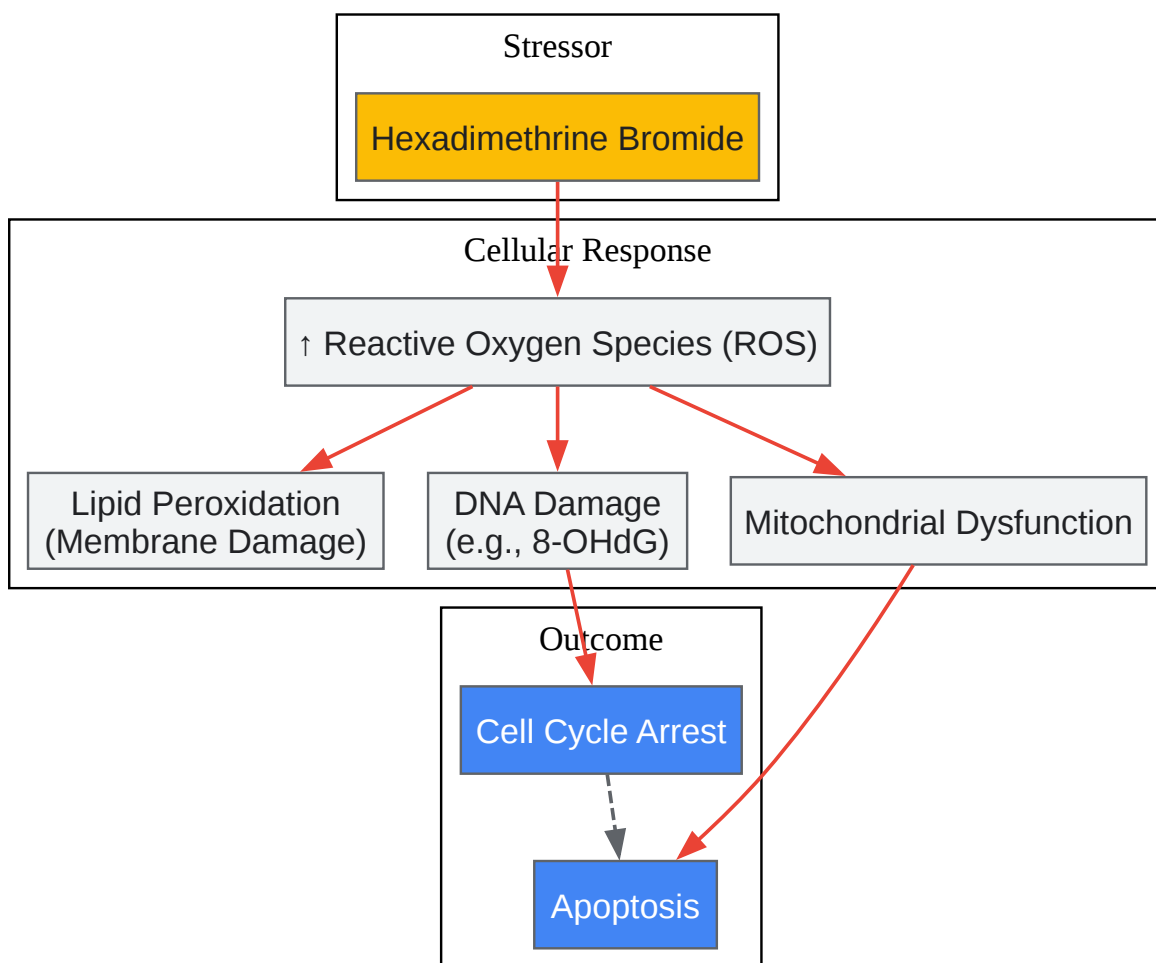 Stressor
Hexadimethrine Bromide
Cellular Response
↑ Reactive Oxygen Species (ROS)
Lipid Peroxidation
(Membrane Damage)
DNA Damage
(e.g., 8-OHdG)
Mitochondrial Dysfunction
Outcome
Cell Cycle Arrest
Apoptosis